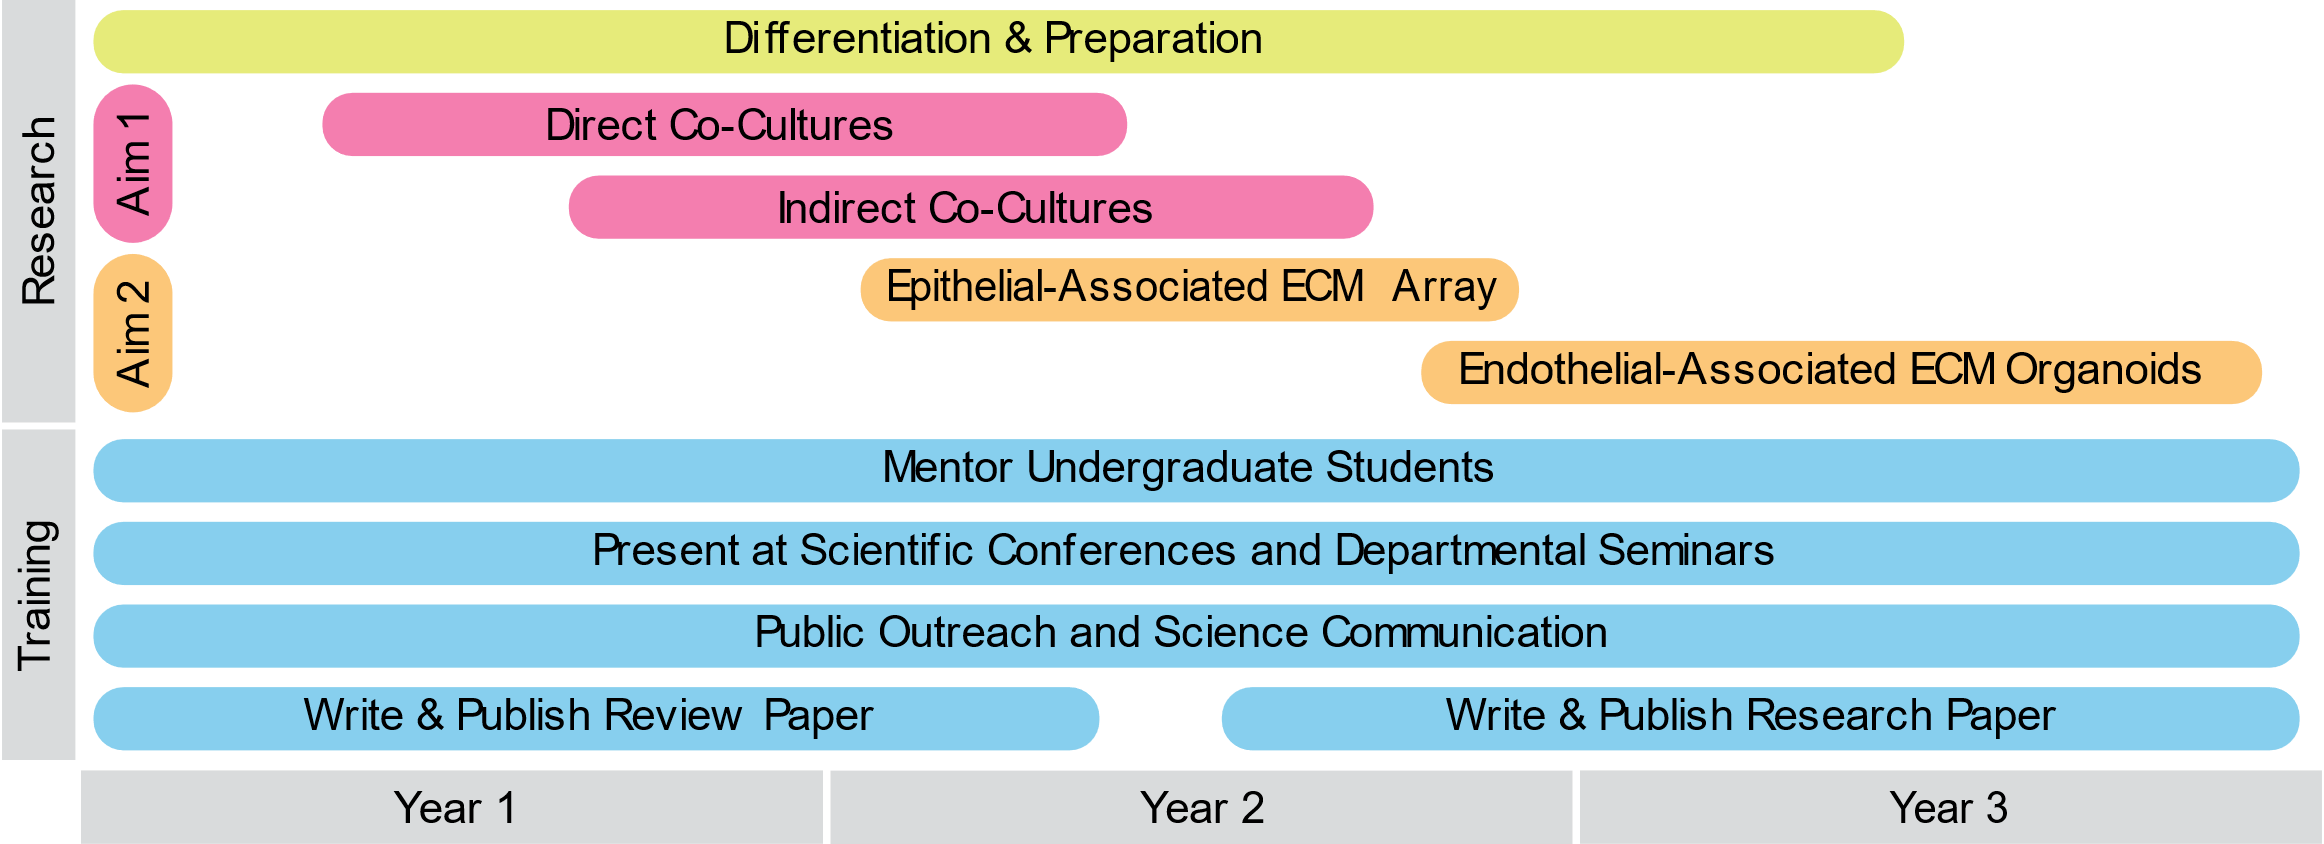 Research
Differentiation & Preparation
Aim 1
Direct Co-Cultures
Indirect Co-Cultures
Aim 2
Epithelial-Associated ECM Array
Endothelial-Associated ECM Organoids
Training
Mentor Undergraduate Students
Present at Scientific Conferences and Departmental Seminars
Public Outreach and Science Communication
Write & Publish Review Paper
Write & Publish Research Paper
Year 1
Year 2
Year 3